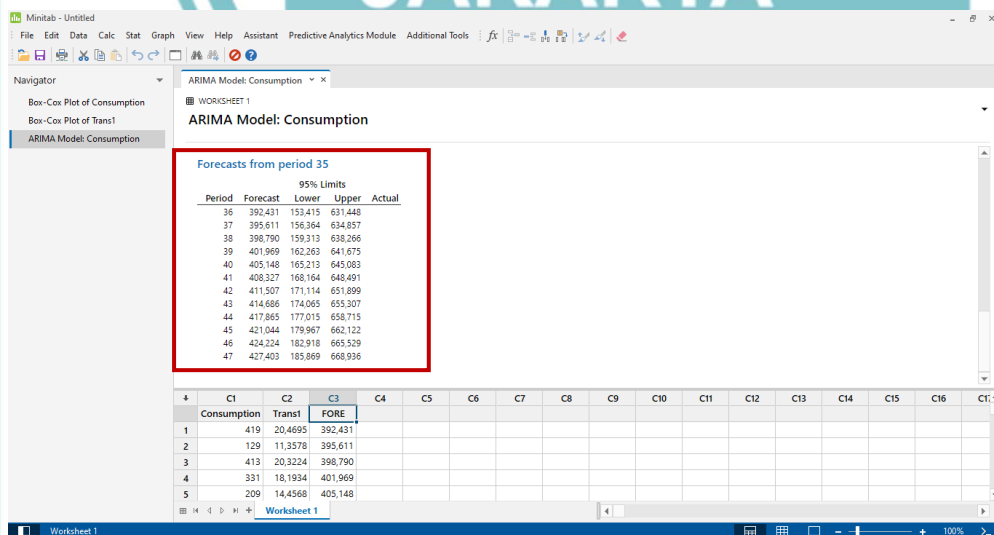 JAKARTA
Minitab - Untitled
File Edit Data Calc Stat Graph View Help Assistant Predictive Analytics Module Additional Tools fx
Navigator
ARIMA Model: Consumption
Box-Cox Plot of Consumption
Box-Cox Plot of Trans1
ARIMA Model: Consumption
WORKSHEET 1
ARIMA Model: Consumption
Forecasts from period 35
95% Limits
Period Forecast Lower Upper Actual
36 392,431 153,415 631,448
37 395,611 156,364 634,857
38 398,790 159,313 638,266
39 401,969 162,263 641,675
40 405,148 165,213 645,083
41 408,327 168,164 648,491
42 411,507 171,114 651,899
43 414,686 174,065 655,307
44 417,865 177,015 658,715
45 421,044 179,967 662,122
46 424,224 182,918 665,529
47 427,403 185,869 668,936
C1 C2 C3 C4 C5 C6 C7 C8 C9 C10 C11 C12 C13 C14 C15 C16 C17
Consumption Trans1 FORE
1 419 20,4695 392,431
2 129 11,3578 395,611
3 413 20,3224 398,790
4 331 18,1934 401,969
5 209 14,4568 405,148
Worksheet 1
Worksheet 1 100%